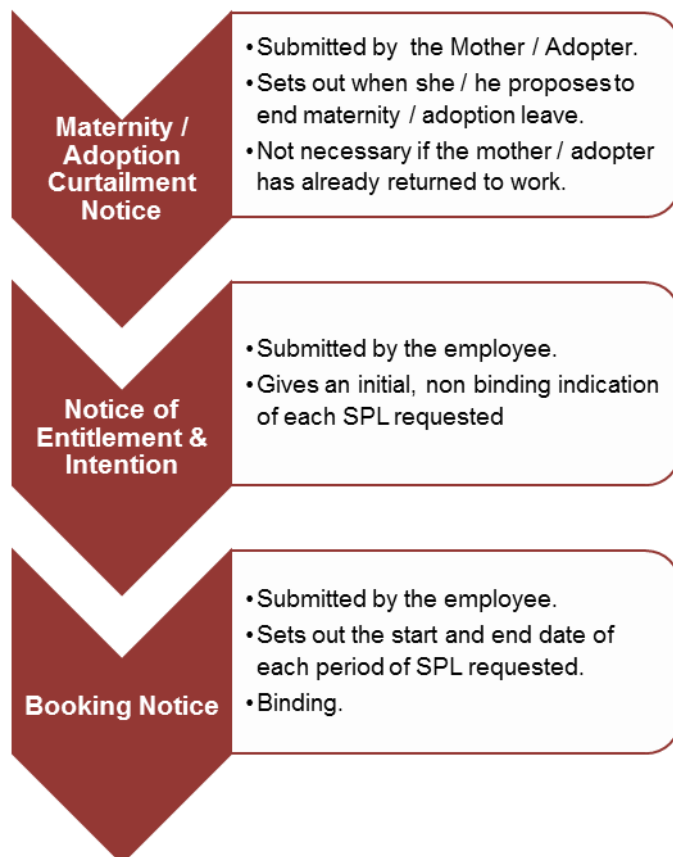 Maternity /
Adoption
Curtailment
Notice
•Submitted by the Mother / Adopter.
•Sets out when she / he proposes to
end maternity / adoption leave.
•Not necessary if the mother / adopter
has already returned to work.
Notice of
Entitlement &
Intention
•Submitted by the employee.
•Gives an initial, non binding indication
of each SPL requested
Booking Notice
•Submitted by the employee.
•Sets out the start and end date of
each period of SPL requested.
•Binding.